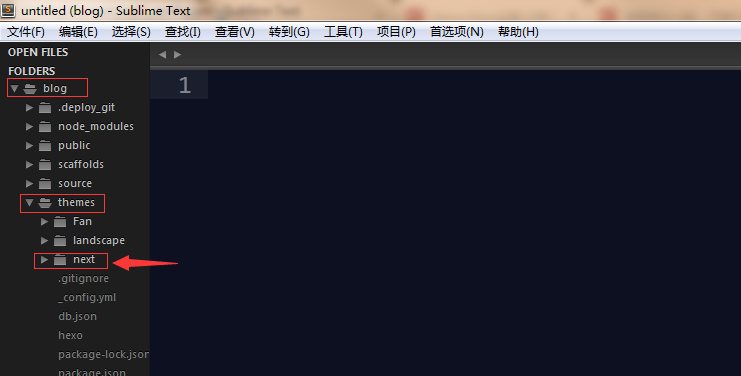 untitled (blog) - Sublime Text
文件(F) 编辑(E) 选择(S) 查找(I) 查看(V) 转到(G) 工具(T) 项目(P) 首选项(N) 帮助(H)
OPEN FILES
FOLDERS
1
blog
.deploy_git
node_modules
public
scaffolds
source
themes
Fan
landscape
next
.gitignore
_config.yml
db.json
hexo
package-lock.json
package.json